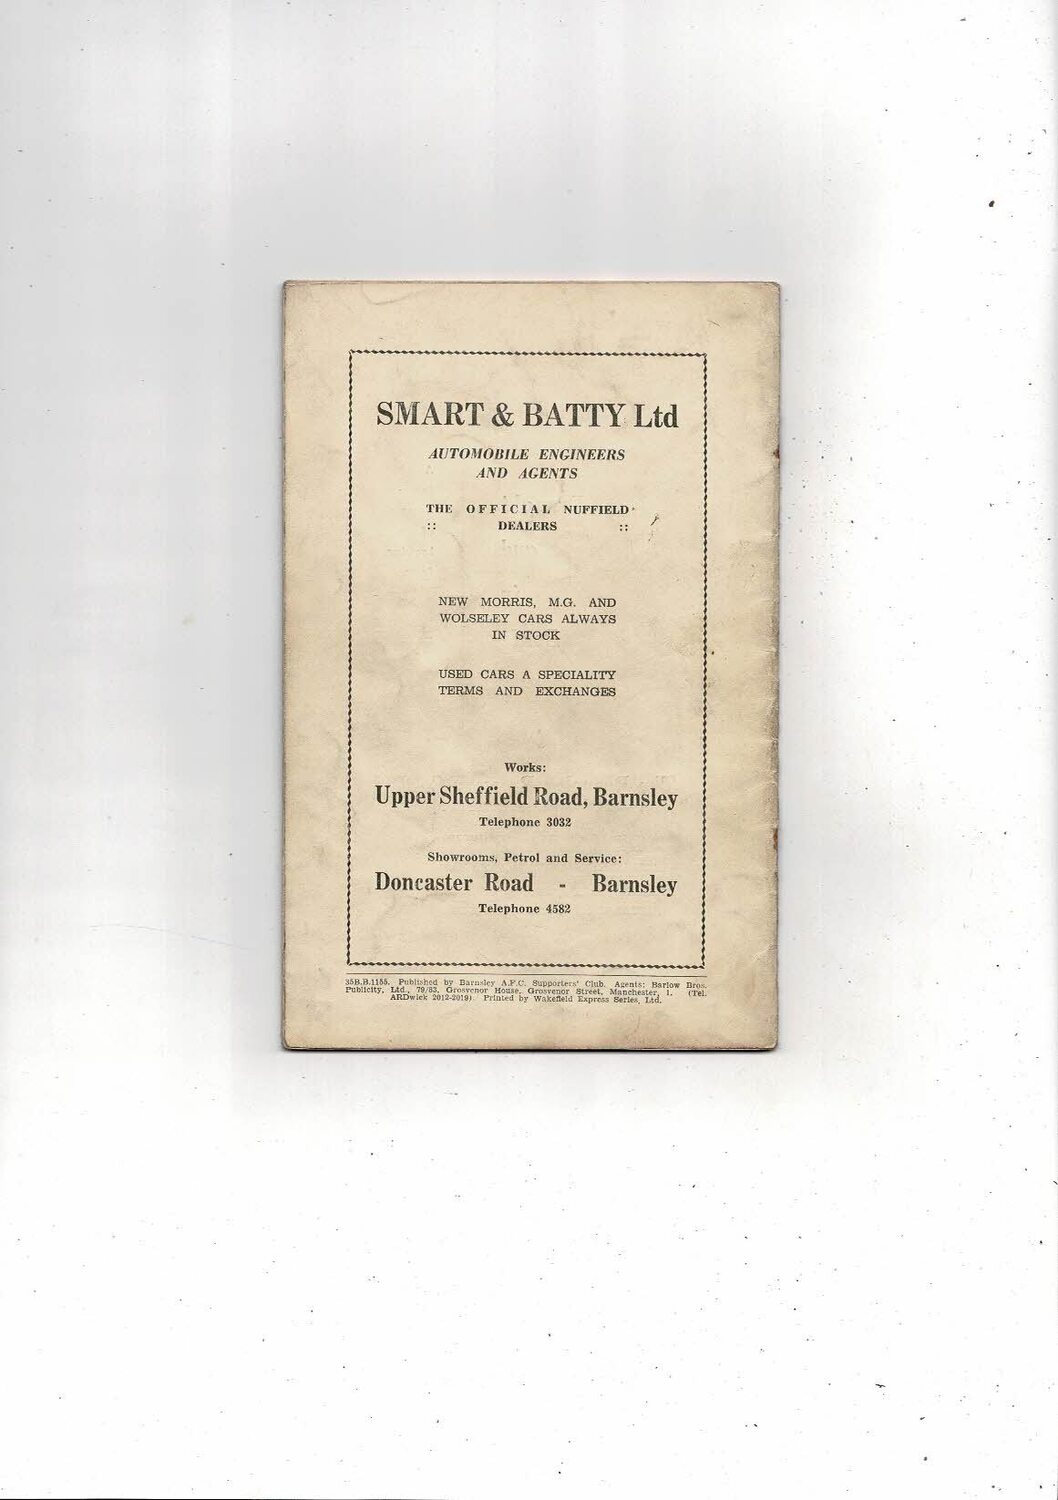 SMART & BATTY Ltd
AUTOMOBILE ENGINEERS
AND AGENTS
THE OFFICIAL NUFFIELD
:: DEALERS ::
NEW MORRIS, M.G. AND
WOLSELEY CARS ALWAYS
IN STOCK
USED CARS A SPECIALITY
TERMS AND EXCHANGES
Works:
Upper Sheffield Road, Barnsley
Telephone 3032
Showrooms, Petrol and Service:
Doncaster Road - Barnsley
Telephone 4582
35B.B.1155. Published by Barnsley A.F.C. Supporters' Club. Agents: Barlow Bros.
Publicity, Ltd., 79/83, Grosvenor House, Grosvenor Street, Manchester, 1. (Tel.
ARDwick 2012-2019). Printed by Wakefield Express Series, Ltd.